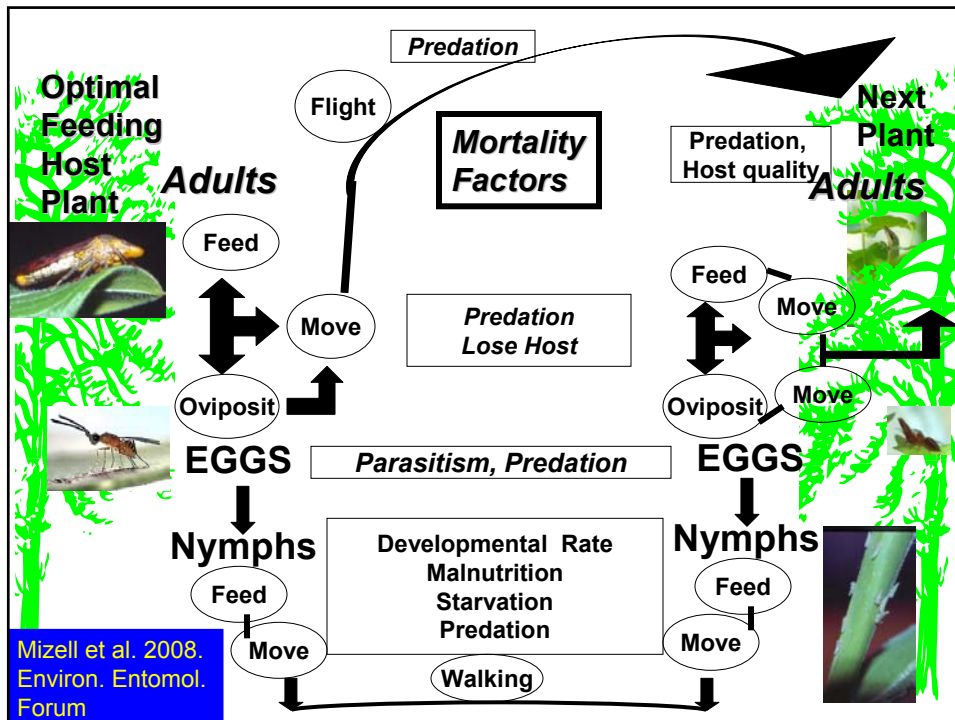 Predation
Optimal
Feeding
Host
Plant
Flight
Next
Plant
Mortality
Factors
Predation,
Host quality
Adults
Adults
Feed
Feed
Move
Move
Predation
Lose Host
Oviposit
Oviposit
Move
EGGS
Parasitism, Predation
EGGS
Nymphs
Developmental Rate
Malnutrition
Starvation
Predation
Nymphs
Feed
Feed
Move
Move
Walking
Mizell et al. 2008.
Environ. Entomol.
Forum